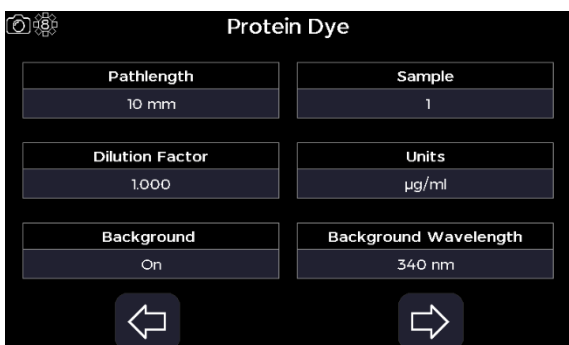 8
Protein Dye
Pathlength
10 mm
Sample
1
Dilution Factor
1.000
Units
µg/ml
Background
On
Background Wavelength
340 nm